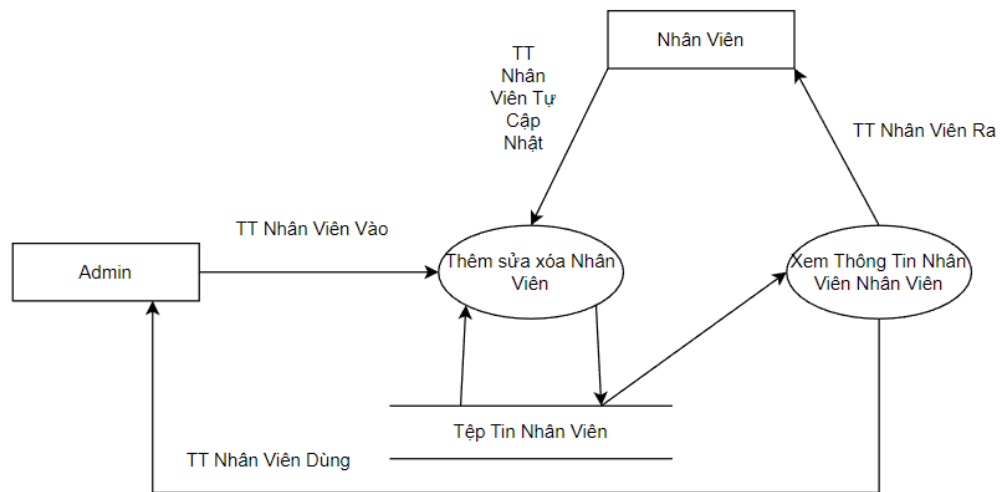 Nhân Viên
TT
Nhân
Viên Tự
Cập
Nhật
TT Nhân Viên Ra
TT Nhân Viên Vào
Admin
Thêm sửa xóa Nhân
Viên
Xem Thông Tin Nhân
Viên Nhân Viên
Tệp Tin Nhân Viên
TT Nhân Viên Dùng